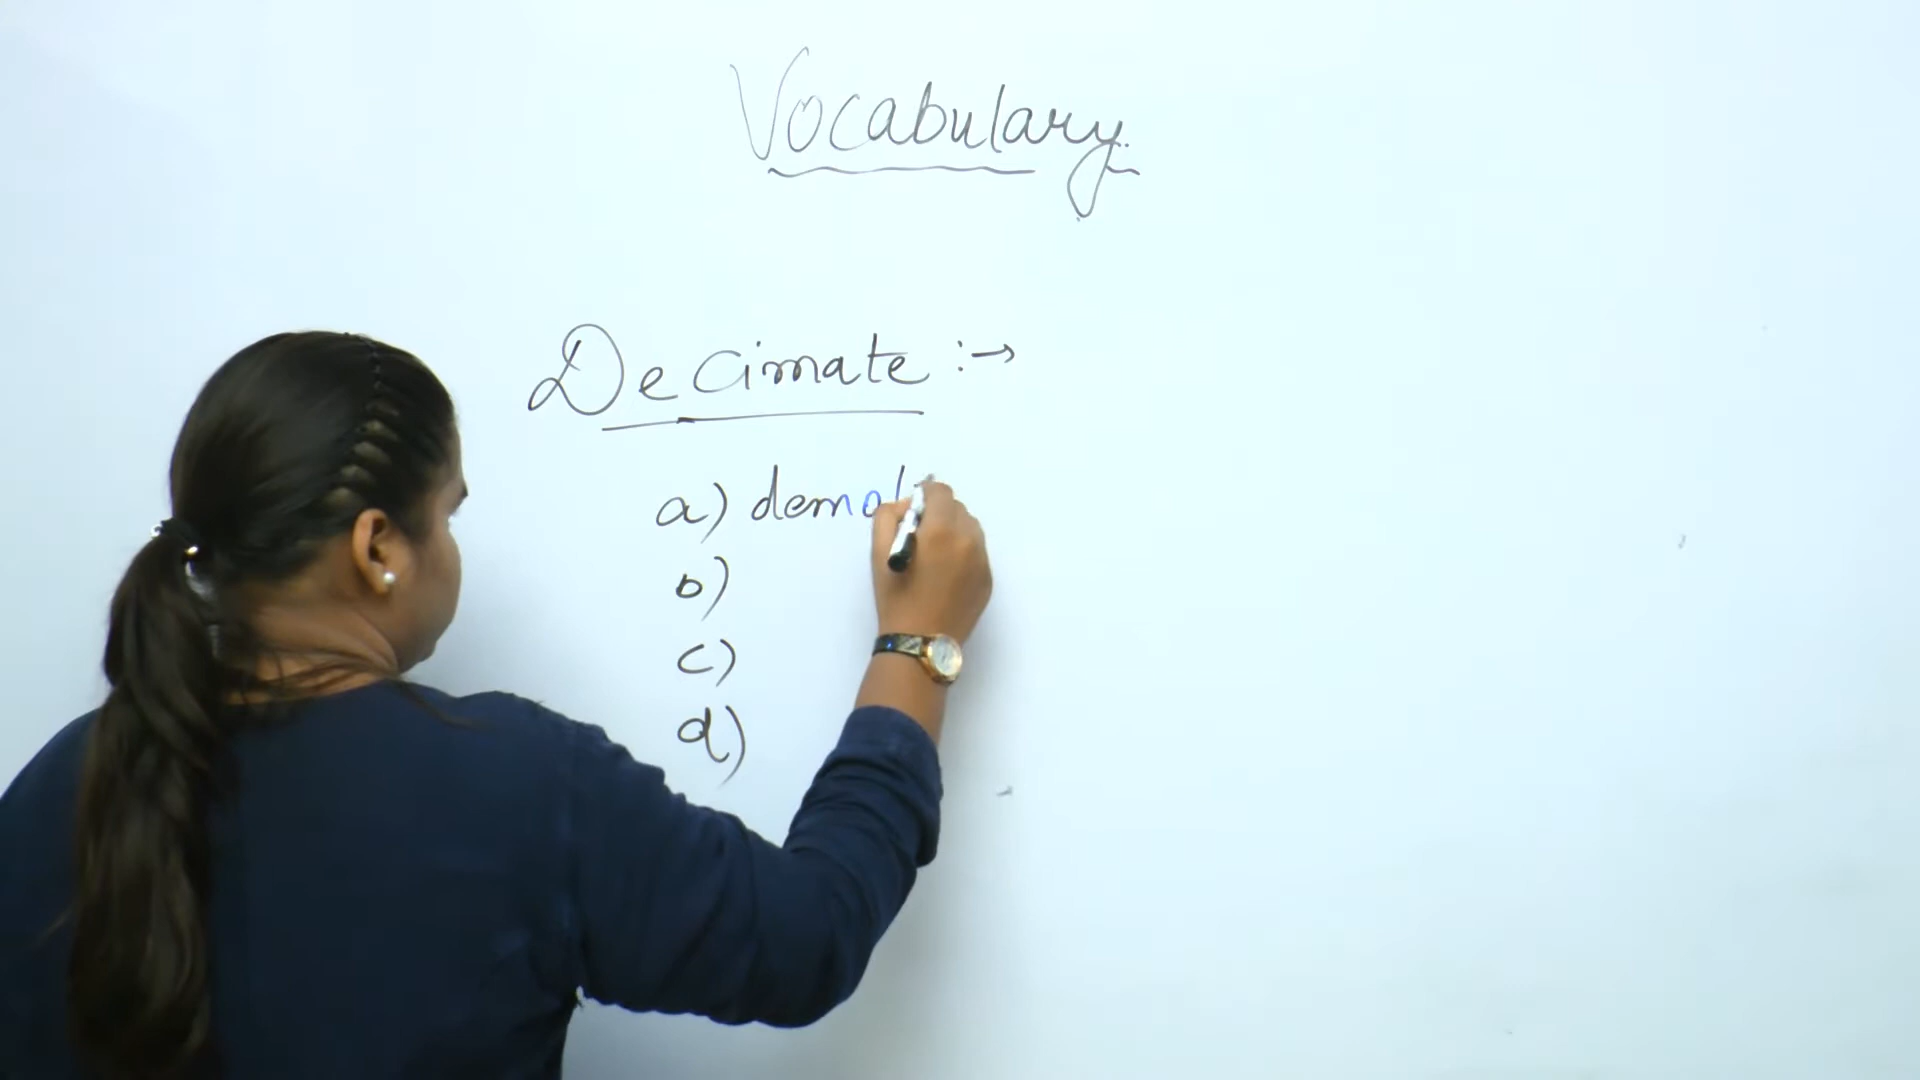 Vocabulary
Decimate :→
a) demol
b)
c)
d)